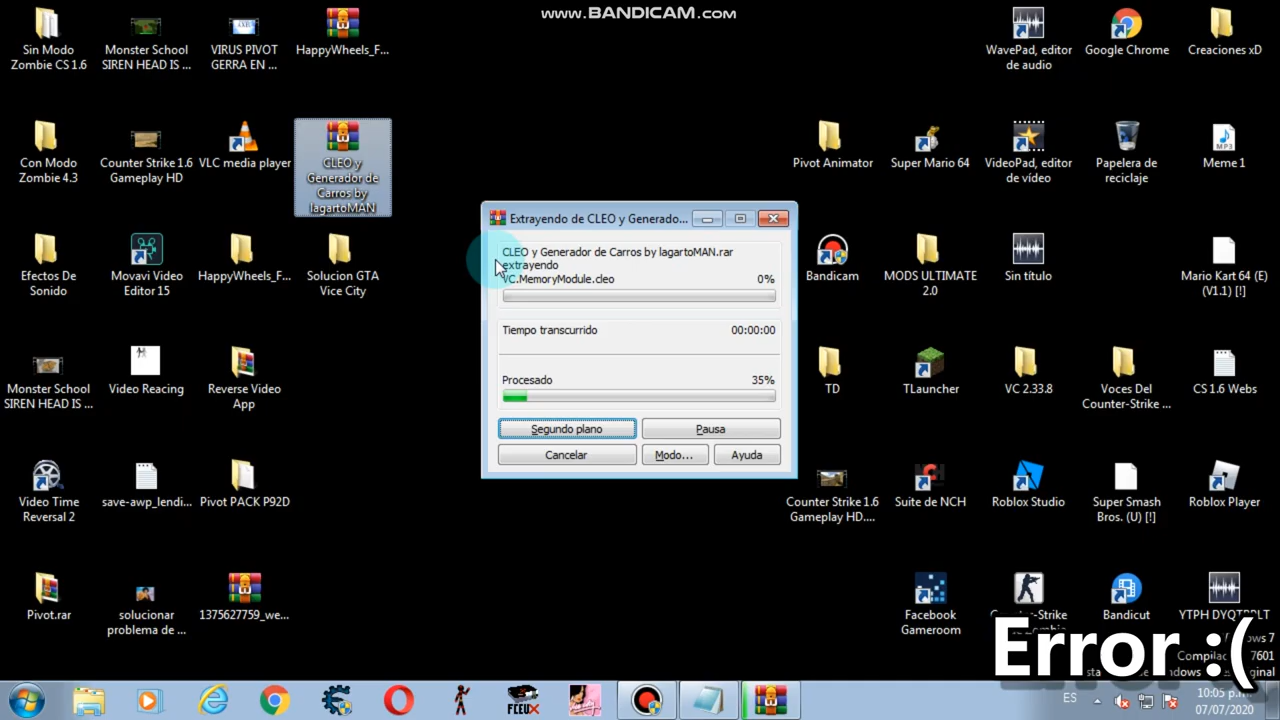 www.BANDICAM.com
Sin Modo
Zombie CS 1.6
Monster School
SIREN HEAD IS ...
VIRUS PIVOT
GERRA EN ...
HappyWheels_F...
WavePad, editor
de audio
Google Chrome
Creaciones xD
Con Modo
Zombie 4.3
Counter Strike 1.6
Gameplay HD
VLC media player
CLEO y
Generador de
Carros by
lagartoMAN
Pivot Animator
Super Mario 64
VideoPad, editor
de vídeo
Papelera de
reciclaje
MP3
Meme 1
Extrayendo de CLEO y Generado...
CLEO y Generador de Carros by lagartoMAN.rar
extrayendo
VC.MemoryModule.cleo 0%
Tiempo transcurrido 00:00:00
Procesado 35%
Segundo plano
Pausa
Cancelar
Modo...
Ayuda
Efectos De
Sonido
Movavi Video
Editor 15
HappyWheels_F...
Solucion GTA
Vice City
Bandicam
MODS ULTIMATE
2.0
Sin título
Mario Kart 64 (E)
(V1.1) [!]
Monster School
SIREN HEAD IS ...
Video Reacing
Reverse Video
App
TD
TLauncher
VC 2.33.8
Voces Del
Counter-Strike ...
CS 1.6 Webs
Video Time
Reversal 2
save-awp_lendi...
Pivot PACK P92D
Counter Strike 1.6
Gameplay HD....
Suite de NCH
Roblox Studio
Super Smash
Bros. (U) [!]
Roblox Player
Pivot.rar
solucionar
problema de ...
1375627759_we...
Facebook
Gameroom
Counter-Strike
Bandicut
Error :(
7601
FCEUX
ES
10:05 p.m.
07/07/2020